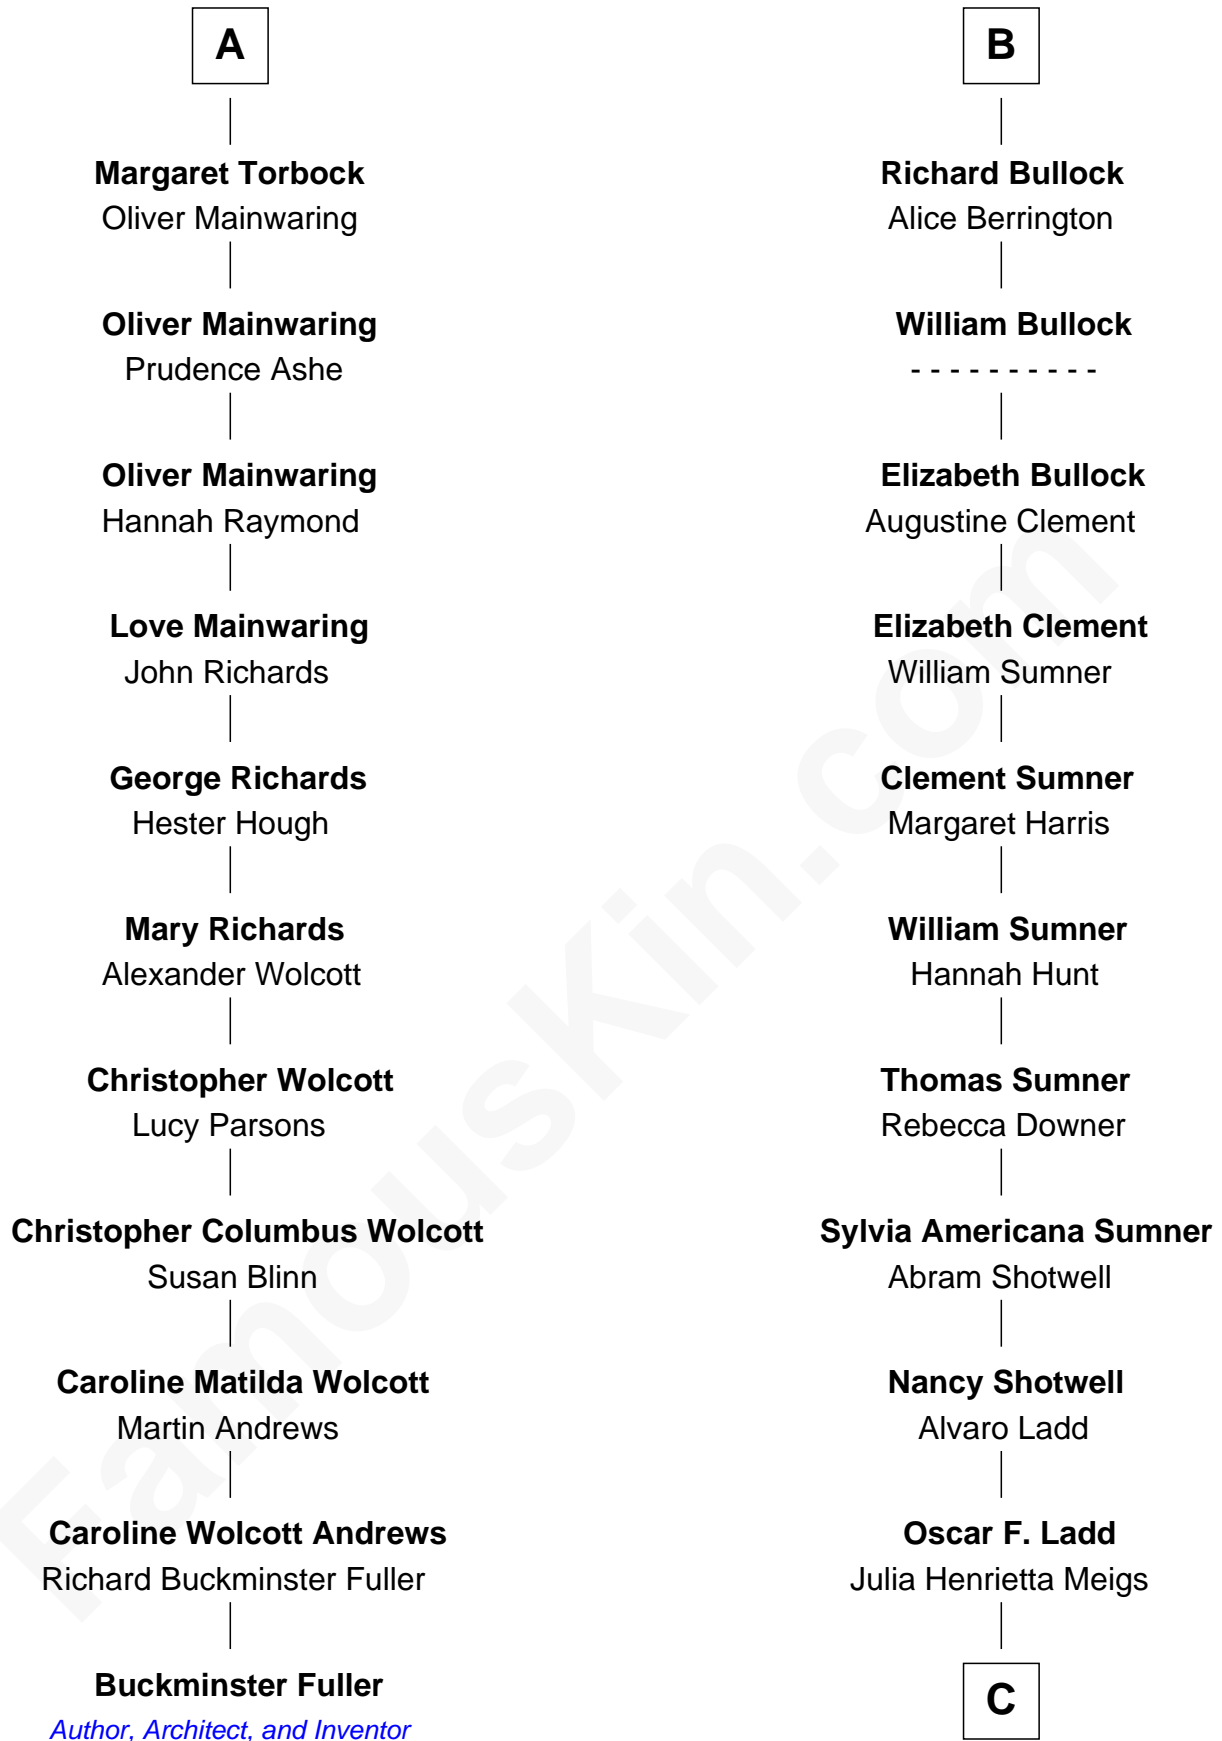 A
Margaret Torbock
Oliver Mainwaring
Oliver Mainwaring
Prudence Ashe
Oliver Mainwaring
Hannah Raymond
Love Mainwaring
John Richards
George Richards
Hester Hough
Mary Richards
Alexander Wolcott
Christopher Wolcott
Lucy Parsons
Christopher Columbus Wolcott
Susan Blinn
Caroline Matilda Wolcott
Martin Andrews
Caroline Wolcott Andrews
Richard Buckminster Fuller
Buckminster Fuller
Author, Architect, and Inventor
B
Richard Bullock
Alice Berrington
William Bullock
- - - - - - - - - -
Elizabeth Bullock
Augustine Clement
Elizabeth Clement
William Sumner
Clement Sumner
Margaret Harris
William Sumner
Hannah Hunt
Thomas Sumner
Rebecca Downer
Sylvia Americana Sumner
Abram Shotwell
Nancy Shotwell
Alvaro Ladd
Oscar F. Ladd
Julia Henrietta Meigs
C
FamousKin.com